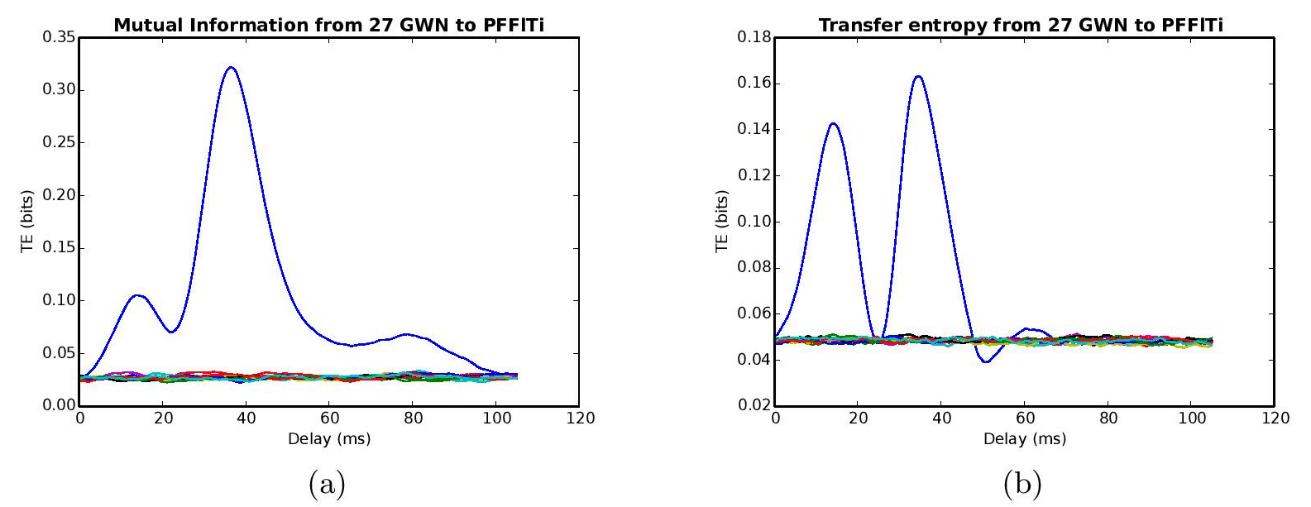 Mutual Information from 27 GWN to PFFlTi
0.35
0.30
0.25
0.20
0.15
0.10
0.05
0.00
TE (bits)
0 20 40 60 80 100 120
Delay (ms)
(a)
Transfer entropy from 27 GWN to PFFlTi
0.18
0.16
0.14
0.12
0.10
0.08
0.06
0.04
0.02
TE (bits)
0 20 40 60 80 100 120
Delay (ms)
(b)